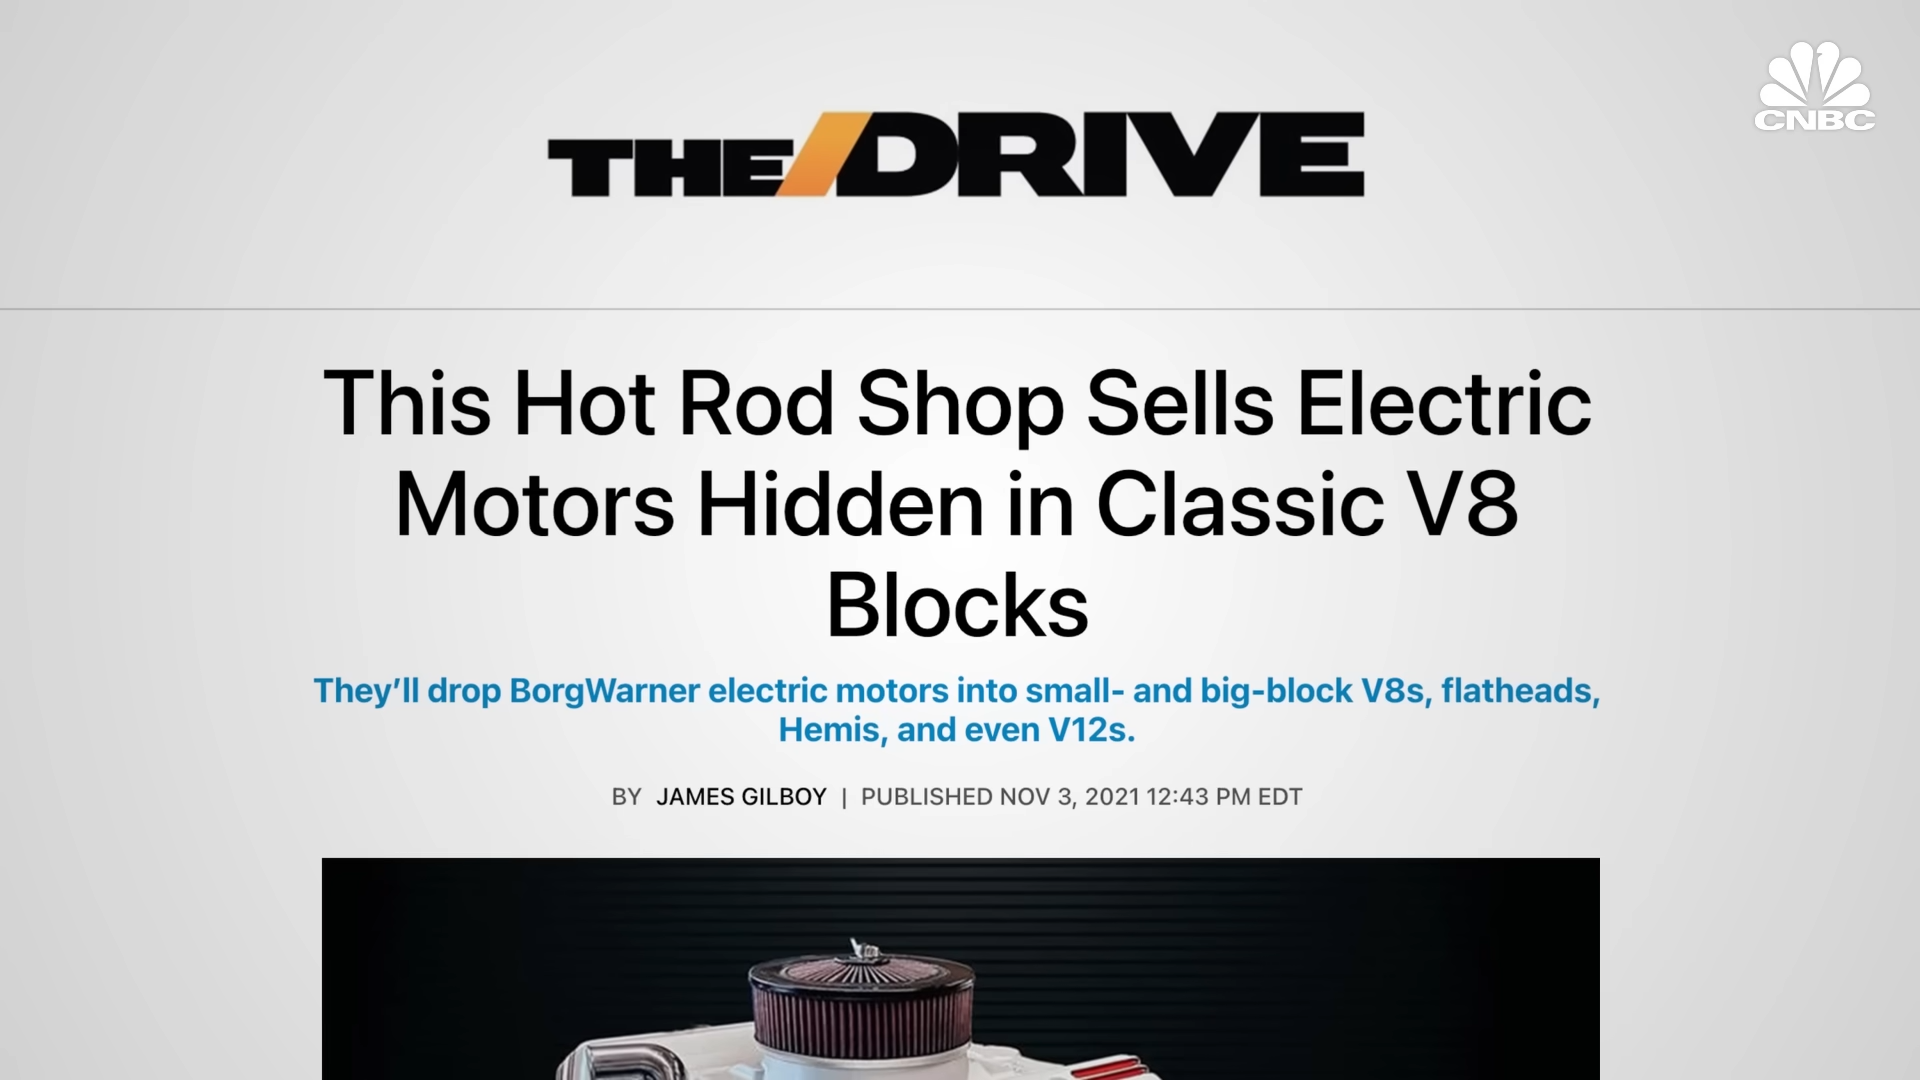 CNBC
THE/DRIVE
This Hot Rod Shop Sells Electric
Motors Hidden in Classic V8
Blocks
They’ll drop BorgWarner electric motors into small- and big-block V8s, flatheads,
Hemis, and even V12s.
BY JAMES GILBOY | PUBLISHED NOV 3, 2021 12:43 PM EDT